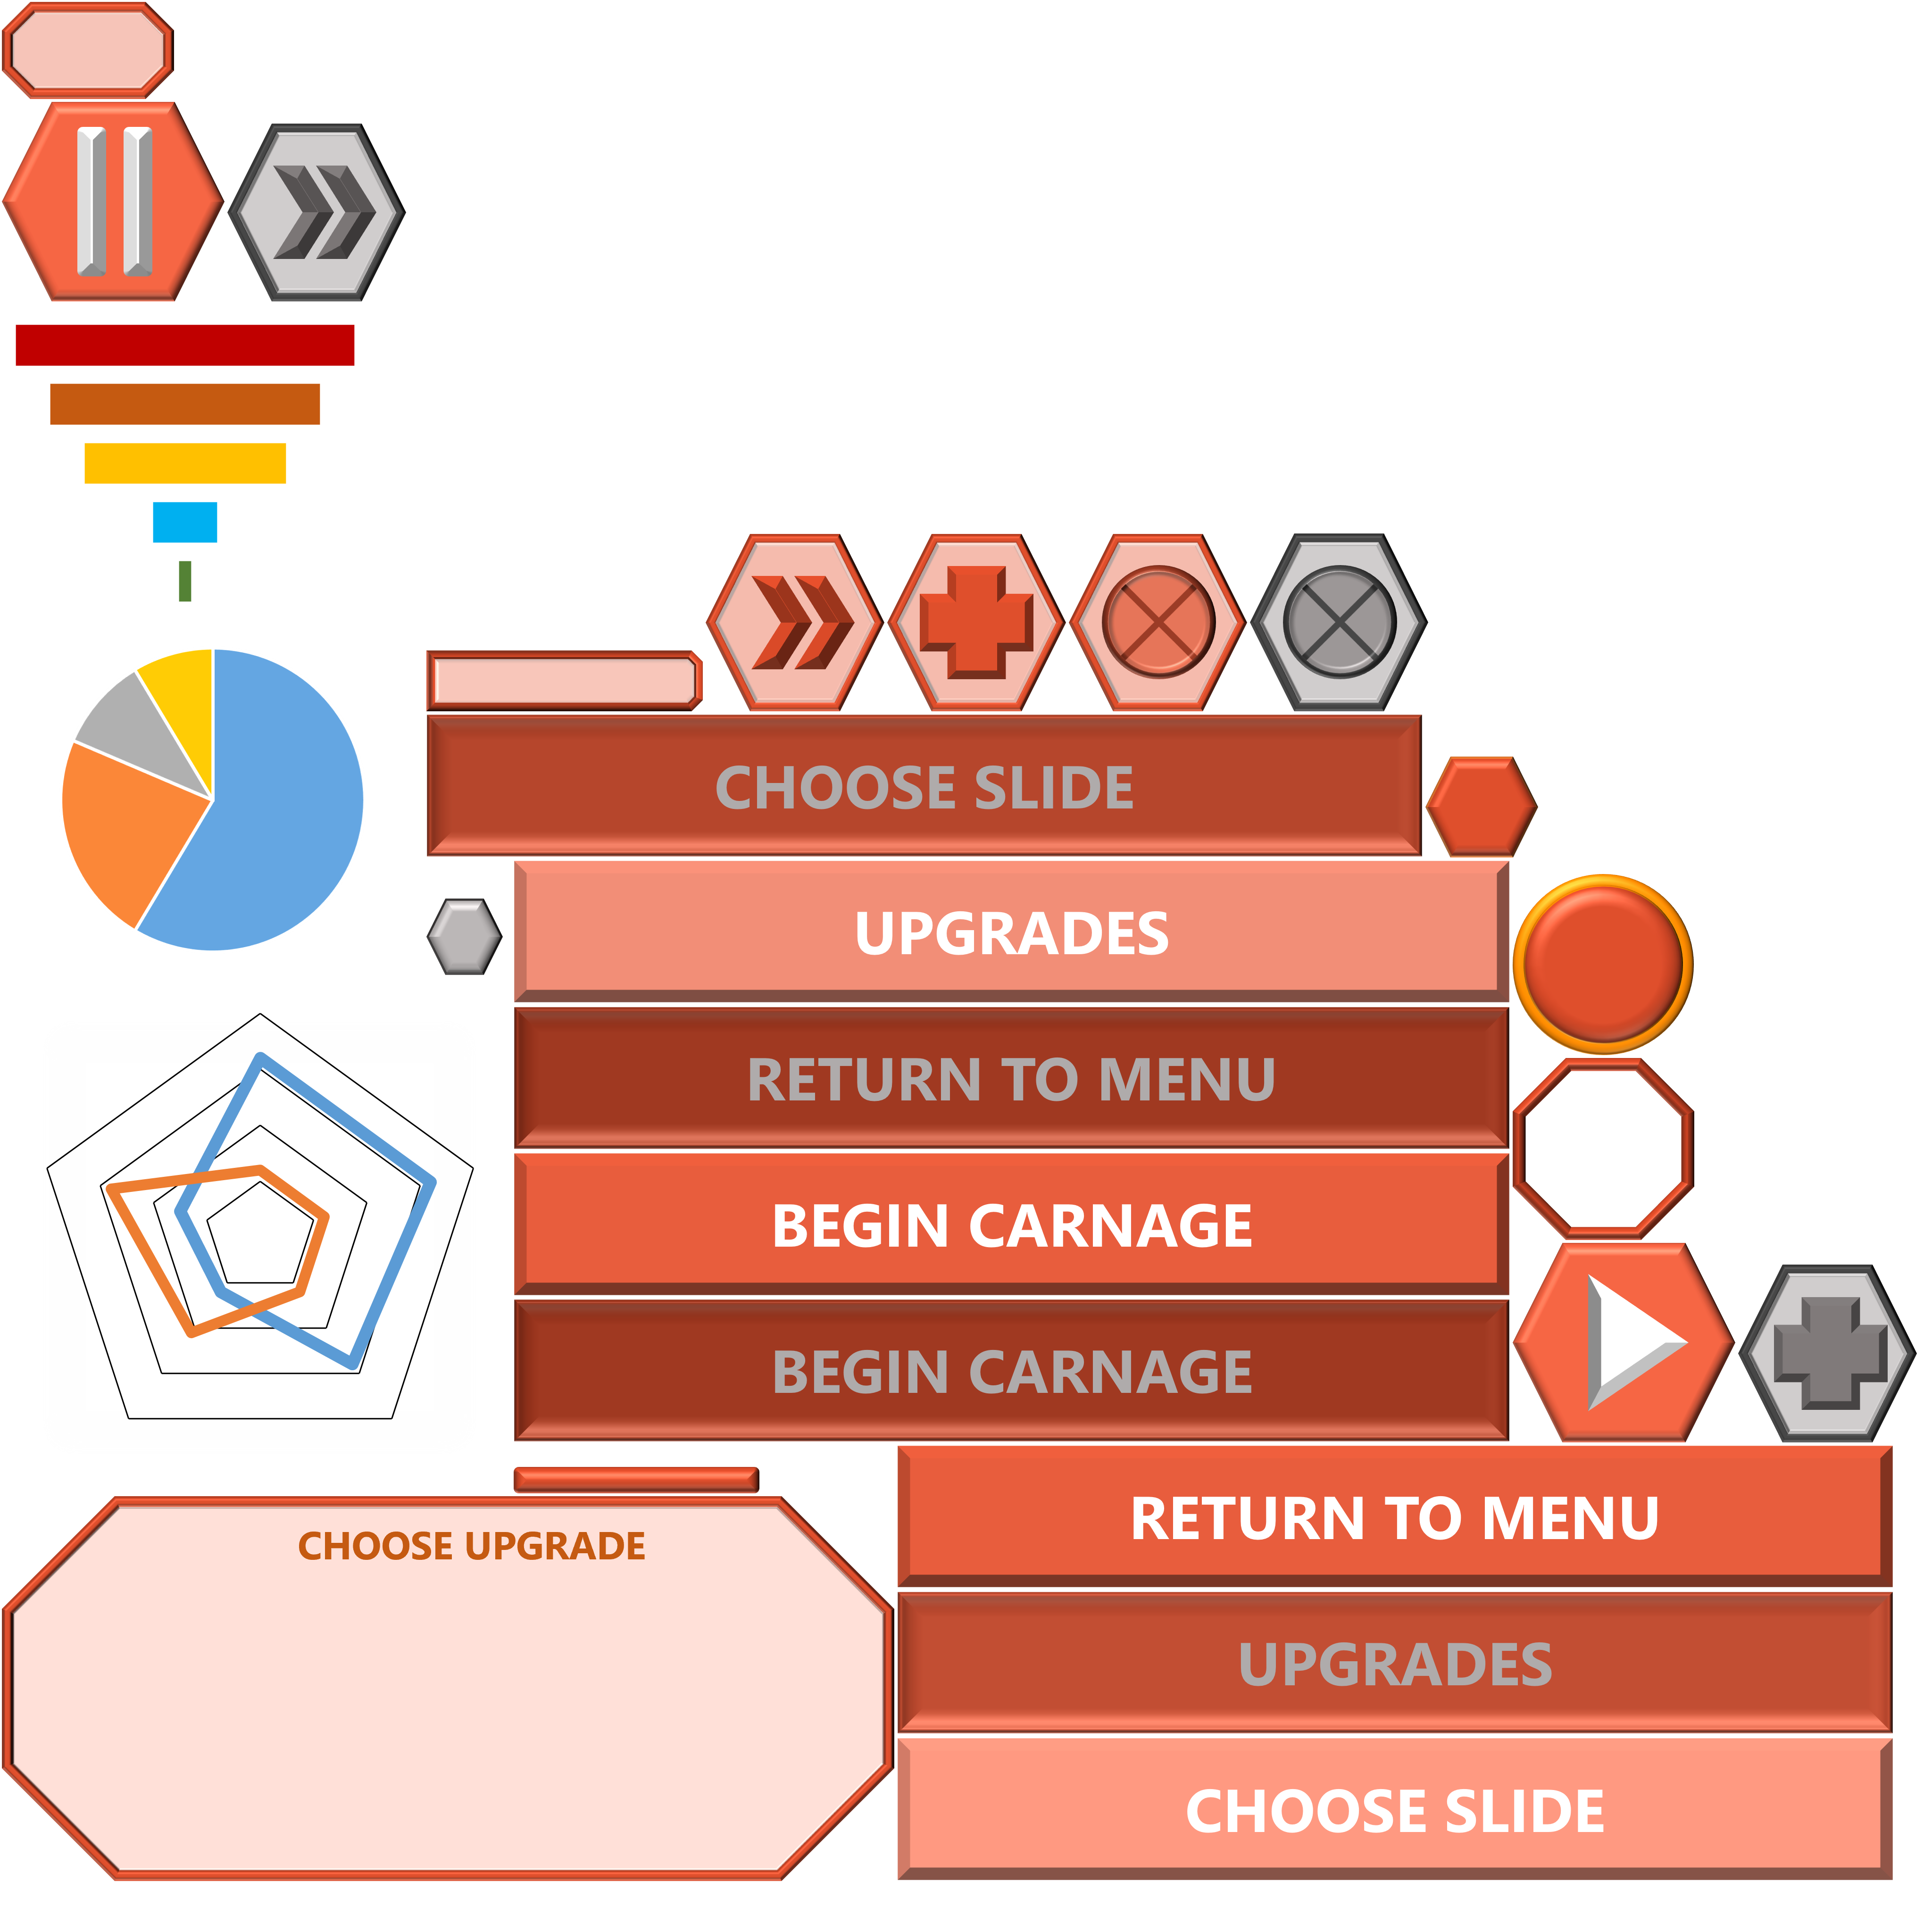 CHOOSE SLIDE
UPGRADES
RETURN TO MENU
BEGIN CARNAGE
BEGIN CARNAGE
RETURN TO MENU
CHOOSE UPGRADE
UPGRADES
CHOOSE SLIDE